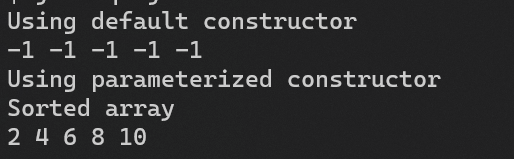 Using default constructor
-1 -1 -1 -1 -1
Using parameterized constructor
Sorted array
2 4 6 8 10